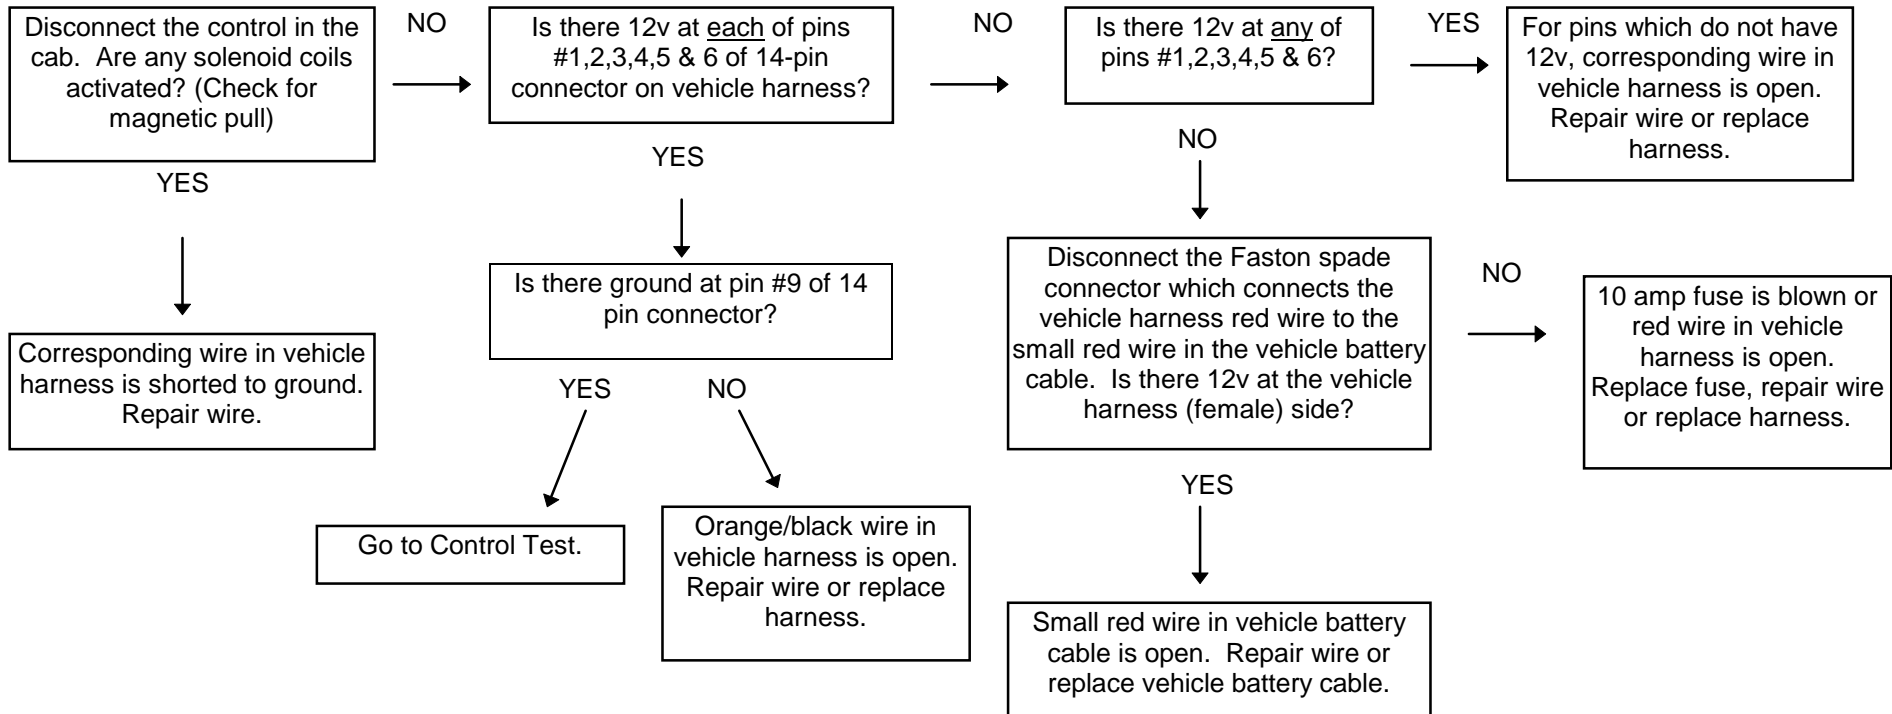 Disconnect the control in the
cab.  Are any solenoid coils
activated? (Check for
magnetic pull)
NO
Is there 12v at each of pins
#1,2,3,4,5 & 6 of 14-pin
connector on vehicle harness?
NO
Is there 12v at any of
pins #1,2,3,4,5 & 6?
YES
For pins which do not have
12v, corresponding wire in
vehicle harness is open.
Repair wire or replace
harness.
YES
YES
NO
Corresponding wire in vehicle
harness is shorted to ground.
Repair wire.
Is there ground at pin #9 of 14
pin connector?
Disconnect the Faston spade
connector which connects the
vehicle harness red wire to the
small red wire in the vehicle battery
cable.  Is there 12v at the vehicle
harness (female) side?
NO
10 amp fuse is blown or
red wire in vehicle
harness is open.
Replace fuse, repair wire
or replace harness.
YES
NO
Go to Control Test.
Orange/black wire in
vehicle harness is open.
Repair wire or replace
harness.
YES
Small red wire in vehicle battery
cable is open.  Repair wire or
replace vehicle battery cable.